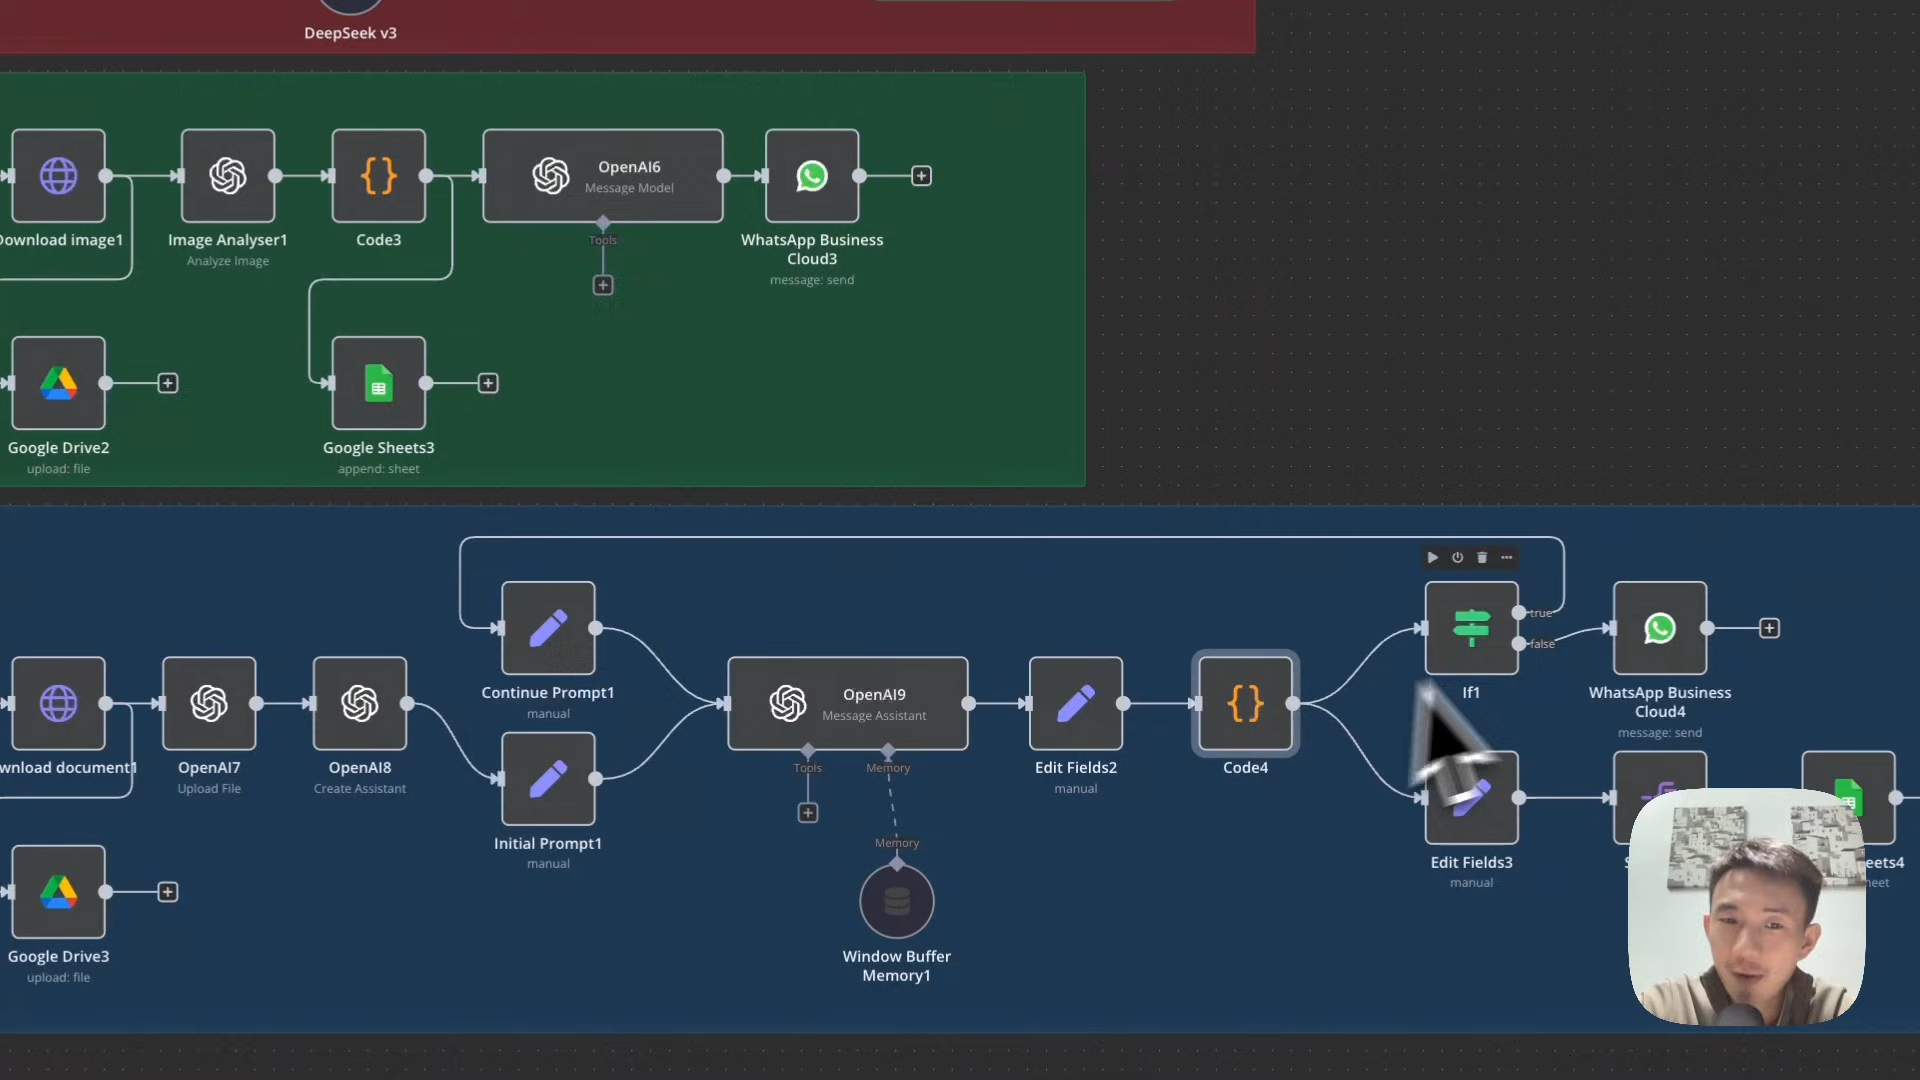 DeepSeek v3
OpenAI6
Message Model
Download image1
Image Analyser1
Analyze Image
Code3
Tools
WhatsApp Business
Cloud3
message: send
Google Drive2
upload: file
Google Sheets3
append: sheet
true
false
Continue Prompt1
manual
If1
WhatsApp Business
Cloud4
message: send
OpenAI9
Message Assistant
wnload document1
OpenAI7
Upload File
OpenAI8
Create Assistant
Tools
Memory
Edit Fields2
manual
Code4
Initial Prompt1
manual
Memory
Edit Fields3
manual
eets4
heet
Google Drive3
upload: file
Window Buffer
Memory1